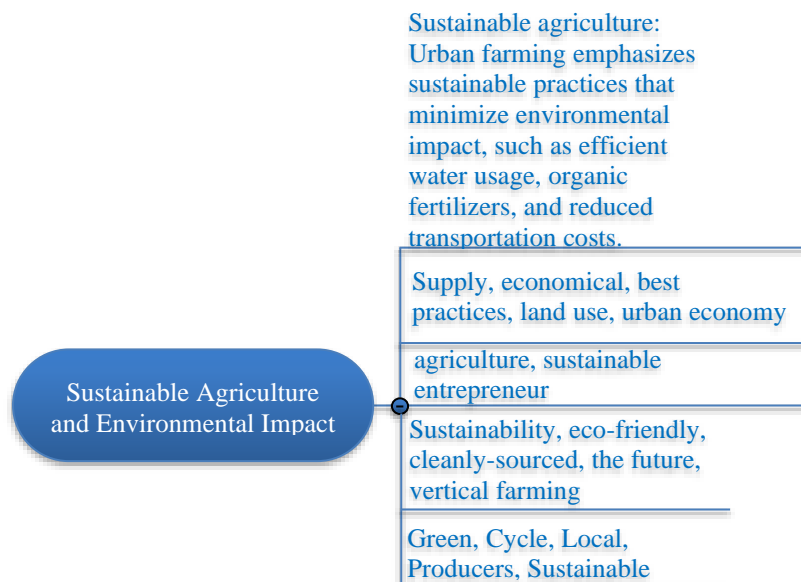 Sustainable agriculture:
Urban farming emphasizes
sustainable practices that
minimize environmental
impact, such as efficient
water usage, organic
fertilizers, and reduced
transportation costs.
Supply, economical, best
practices, land use, urban economy
agriculture, sustainable
entrepreneur
Sustainable Agriculture
and Environmental Impact
Sustainability, eco-friendly,
cleanly-sourced, the future,
vertical farming
Green, Cycle, Local,
Producers, Sustainable